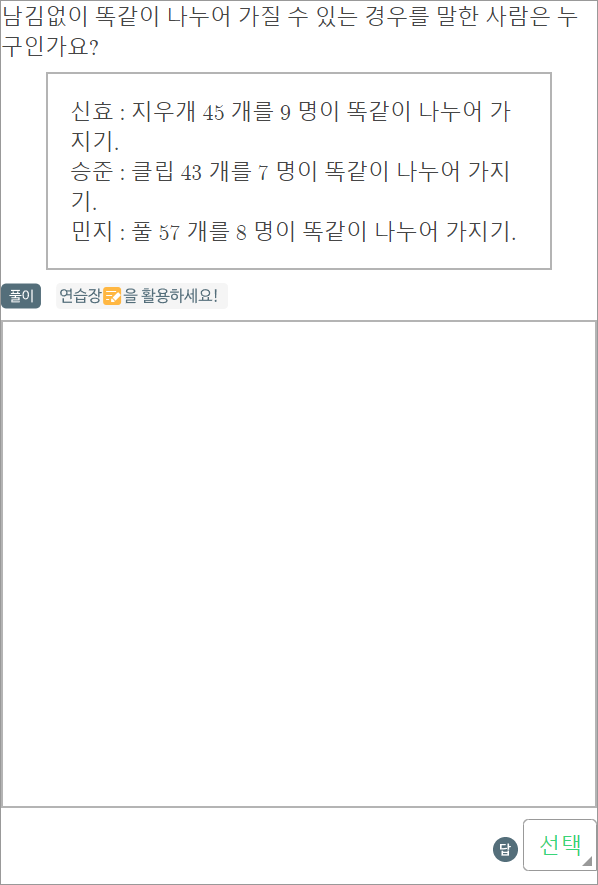 남김없이 똑같이 나누어 가질 수 있는 경우를 말한 사람은 누
구인가요?
신효 : 지우개 45 개를 9 명이 똑같이 나누어 가
지기.
승준 : 클립 43 개를 7 명이 똑같이 나누어 가지
기.
민지 : 풀 57 개를 8 명이 똑같이 나누어 가지기.
풀이 연습장을 활용하세요!
답 선택